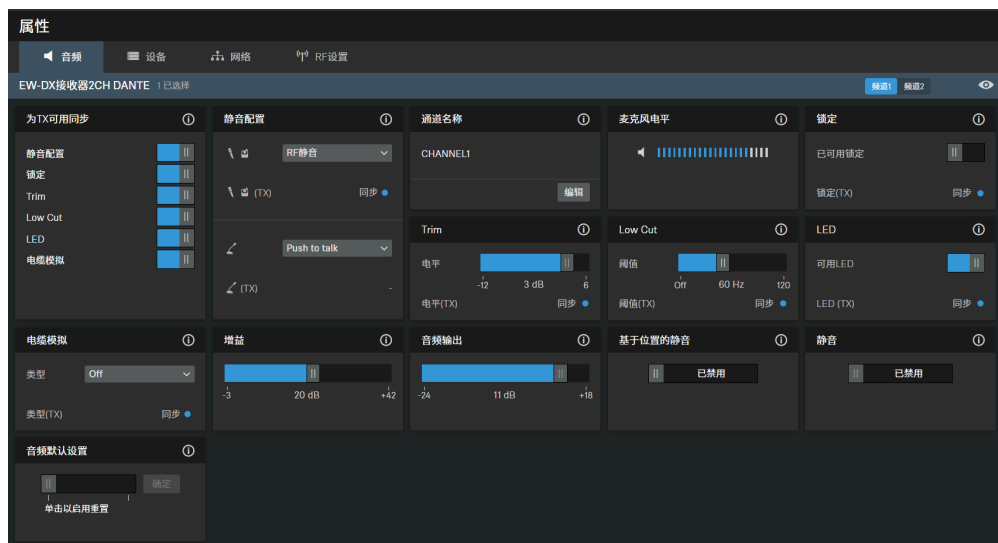 属性
音频 设备 网络 RF设置
EW-DX接收器2CH DANTE 1 已选择 频道1 频道2
为TX可用同步 静音配置 通道名称 麦克风电平 锁定
静音配置
锁定
Trim
Low Cut
LED
电缆模拟
RF静音
(TX) 同步
Push to talk
(TX) -
CHANNEL1
编辑
已可用锁定
锁定(TX) 同步
Trim Low Cut LED
电平
-12 3 dB 6
电平(TX) 同步
阈值
Off 60 Hz 120
阈值(TX) 同步
可用LED
LED (TX) 同步
电缆模拟 增益 音频输出 基于位置的静音 静音
类型 Off
类型(TX) 同步
-3 20 dB +42
-24 11 dB +18
已禁用
已禁用
音频默认设置
确定
单击以启用重置